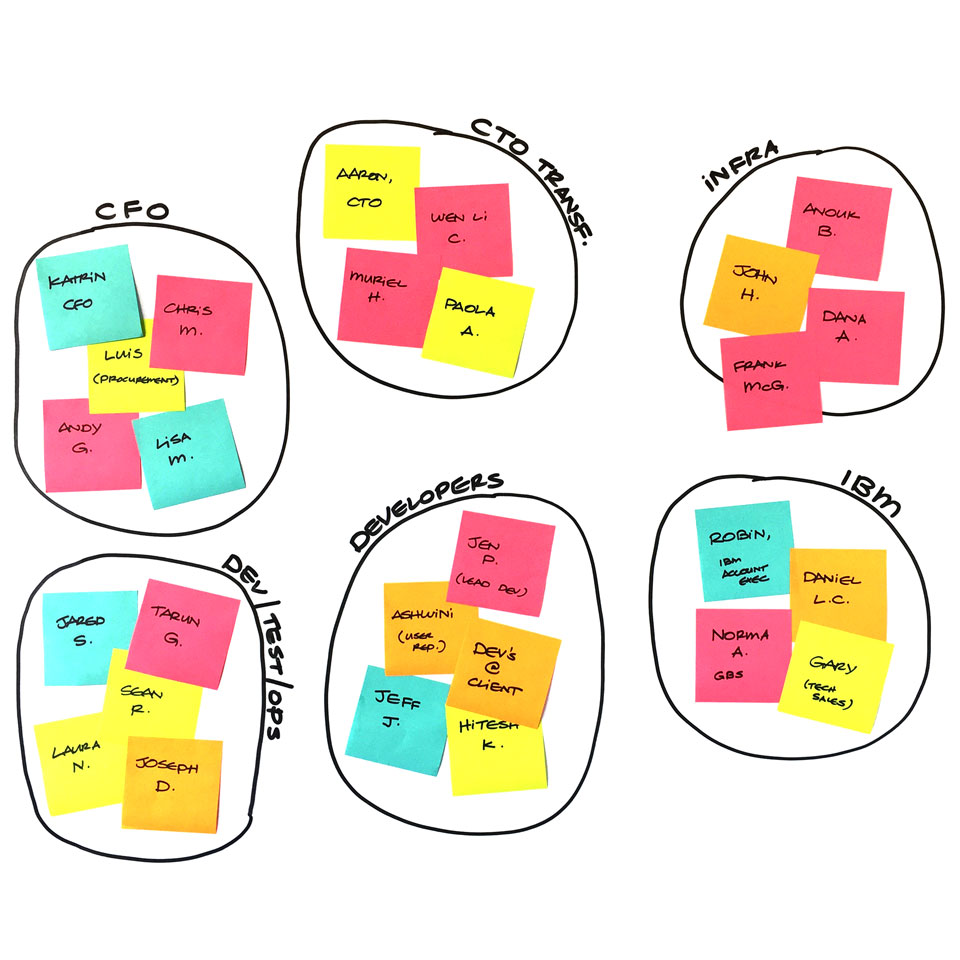 CFO
KATRIN
CFO
CHRIS
M.
LUIS
(PROCUREMENT)
ANDY
G.
LISA
M.
CTO TRANSF.
AARON,
CTO
WEN LI
C.
MURIEL
H.
PAOLA
A.
INFRA
ANOUK
B.
JOHN
H.
DANA
A.
FRANK
McG.
DEV/TEST/OPS
JARED
S.
TARUN
G.
SEAN
R.
LAURA
N.
JOSEPH
D.
DEVELOPERS
JEN
P.
(LEAD DEV)
ASHWINI
(USER
REP.)
DEV'S
@
CLIENT
JEFF
J.
HITESH
K.
IBM
ROBIN,
IBM
ACCOUNT
EXEC
DANIEL
L.C.
NORMA
A.
GBS
GARY
(TECH
SALES)